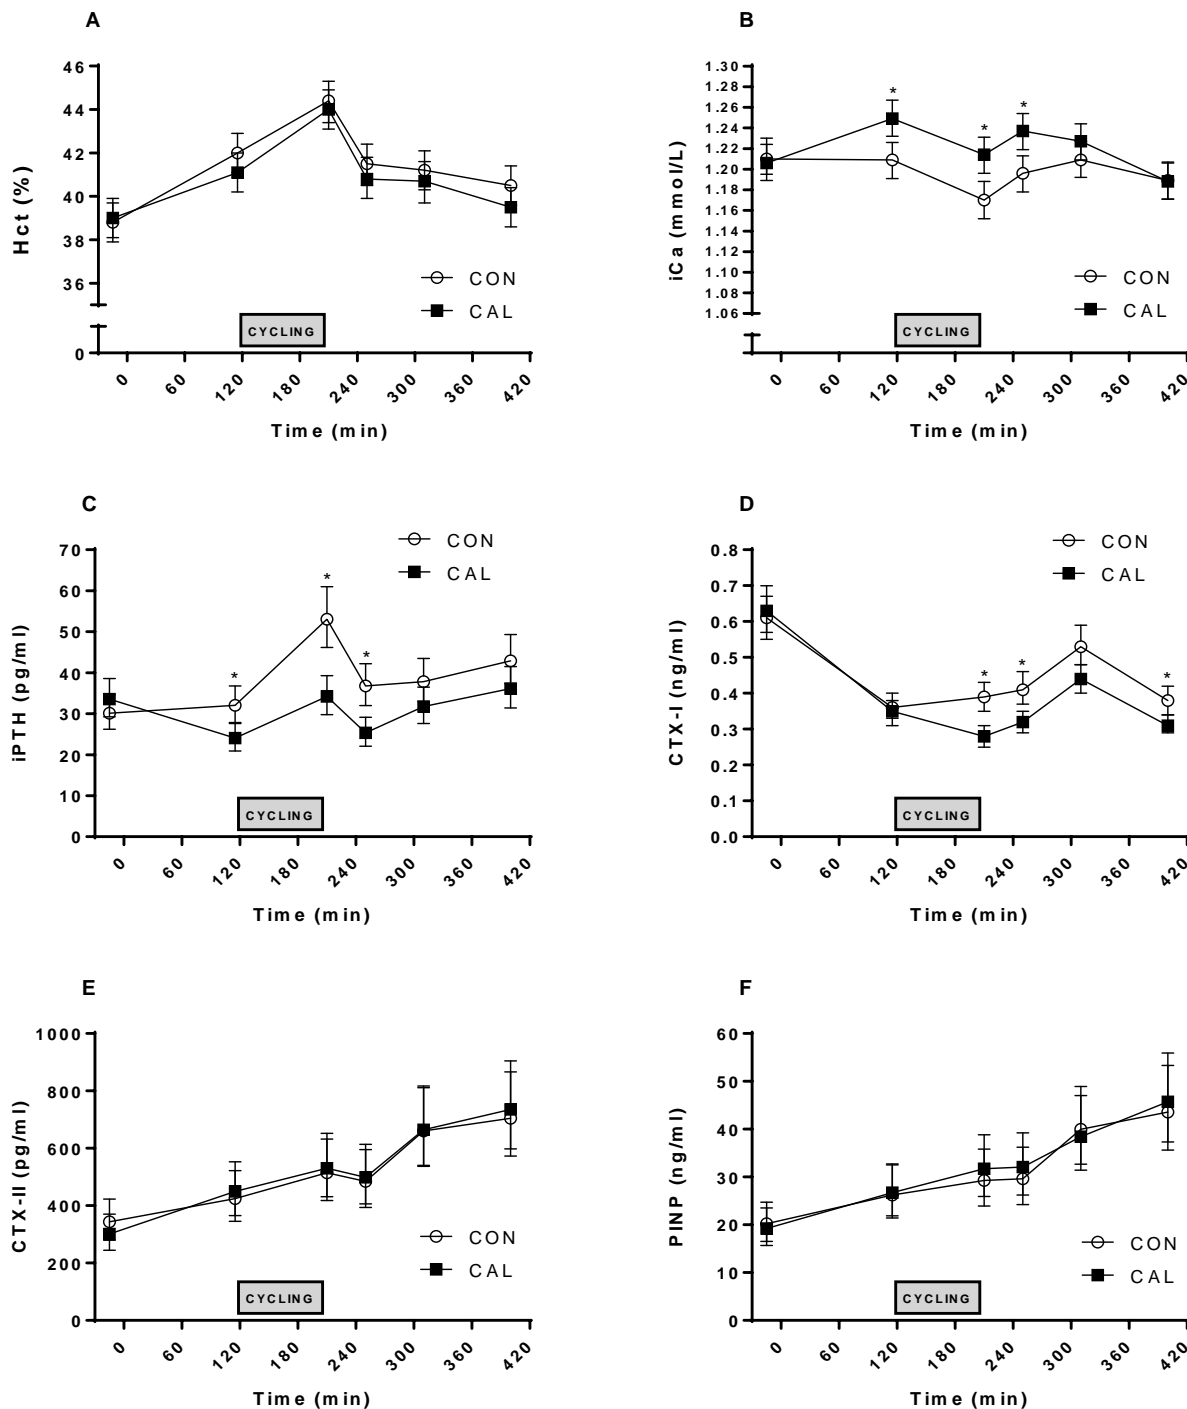 A
Hct (%)
46
44
42
40
38
36
0
CON
CAL
CYCLING
0 60 120 180 240 300 360 420
Time (min)
B
iCa (mmol/L)
1.30
1.28
1.26
1.24
1.22
1.20
1.18
1.16
1.14
1.12
1.10
1.08
1.06
* * *
CON
CAL
CYCLING
0 60 120 180 240 300 360 420
Time (min)
C
iPTH (pg/ml)
70
60
50
40
30
20
10
0
CON
CAL
* * *
CYCLING
0 60 120 180 240 300 360 420
Time (min)
D
CTX-I (ng/ml)
0.8
0.7
0.6
0.5
0.4
0.3
0.2
0.1
0.0
CON
CAL
* * *
CYCLING
0 60 120 180 240 300 360 420
Time (min)
E
CTX-II (pg/ml)
1000
800
600
400
200
0
CON
CAL
CYCLING
0 60 120 180 240 300 360 420
Time (min)
F
PINP (ng/ml)
60
50
40
30
20
10
0
CON
CAL
CYCLING
0 60 120 180 240 300 360 420
Time (min)